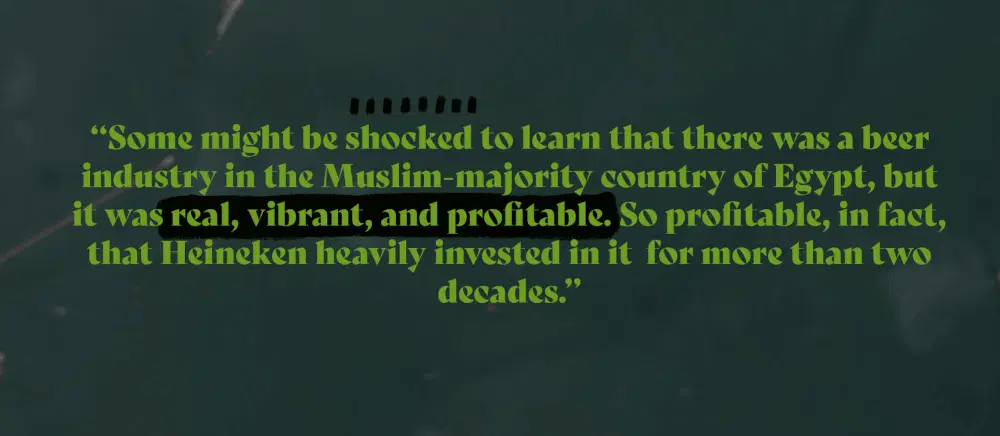 “Some might be shocked to learn that there was a beer
industry in the Muslim-majority country of Egypt, but
it was real, vibrant, and profitable. So profitable, in fact,
that Heineken heavily invested in it  for more than two
decades.”